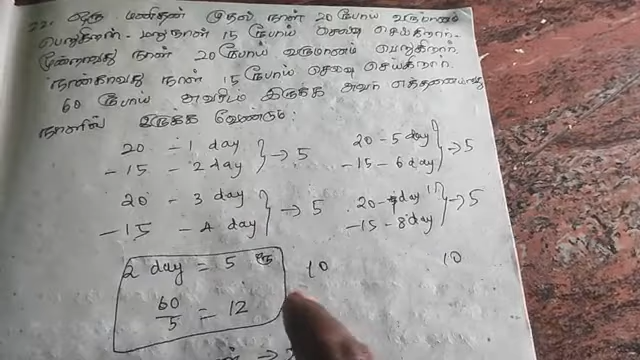 22. ஒரு மனிதன் முதல் நாள் 20 ரூபாய் வருமானம்
பெறுகிறான். மறுநாள் 15 ரூபாய் செலவு செய்கிறார்.
மூன்றாவது நாள் 20 ரூபாய் வருமானம் பெறுகிறார்.
நான்காவது நாள் 15 ரூபாய் செலவு செய்கிறார்.
60 ரூபாய் அவரிடம் இருக்க அவர் எத்தனையாவது
நாளில் இருக்க வேண்டும்:
20 - 1 day } → 5 20 - 5 day } → 5
- 15 - 2 day - 15 - 6 day
20 - 3 day } → 5 20 - 7 day } → 5
- 15 - 4 day - 15 - 8 day
2 day = 5 ரூ 10 10
60/5 = 12